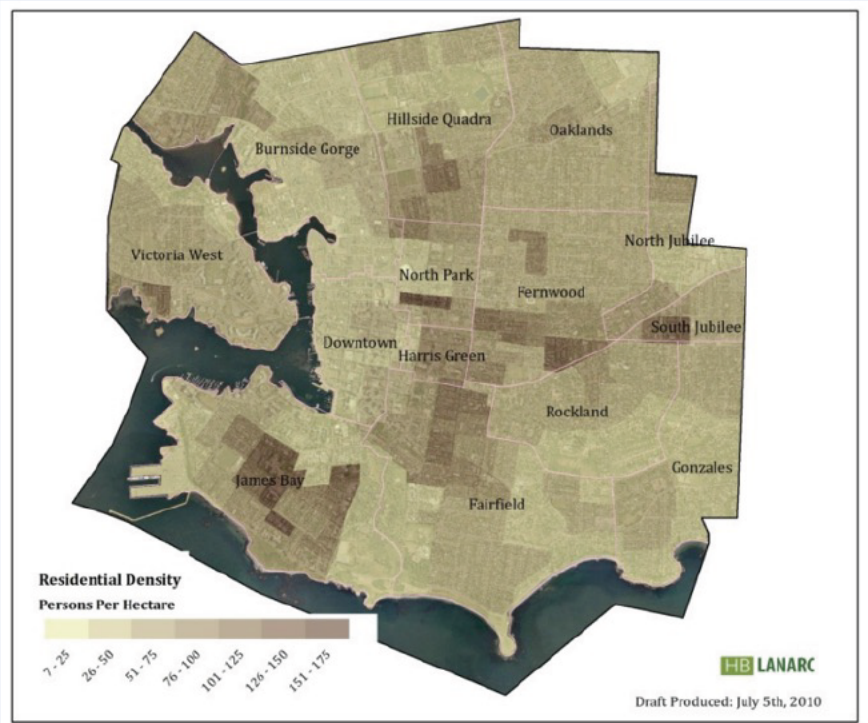 Hillside Quadra
Oaklands
Burnside Gorge
North Jubilee
Victoria West
North Park
Fernwood
South Jubilee
Downtown
Harris Green
Rockland
Gonzales
James Bay
Fairfield
Residential Density
Persons Per Hectare
7 - 25
26 - 50
51 - 75
76 - 100
101 - 125
126 - 150
151 - 175
HB LANARC
Draft Produced: July 5th, 2010